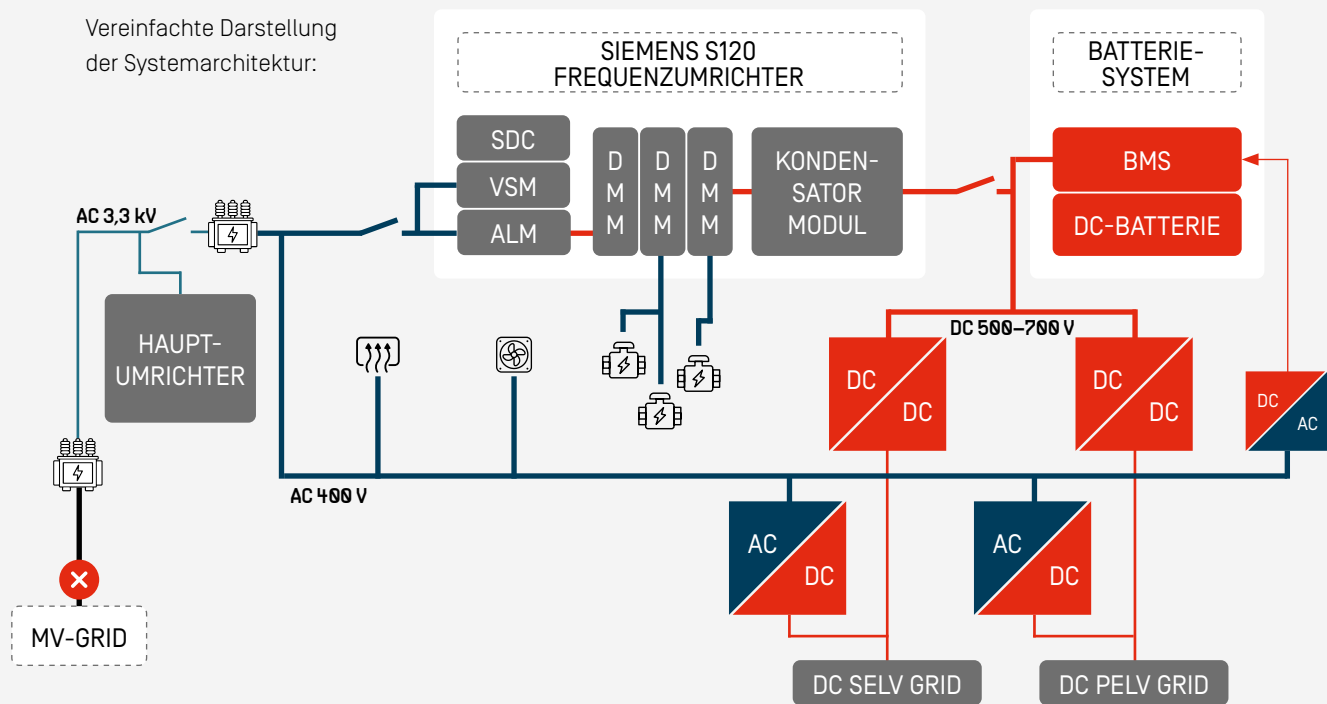 Vereinfachte Darstellung
der Systemarchitektur:
SIEMENS S120
FREQUENZUMRICHTER
BATTERIE-
SYSTEM
SDC
VSM
ALM
D
M
M
D
M
M
D
M
M
KONDEN-
SATOR
MODUL
BMS
DC-BATTERIE
AC 3,3 kV
HAUPT-
UMRICHTER
DC 500–700 V
DC
DC
DC
DC
DC
AC
AC 400 V
AC
DC
AC
DC
MV-GRID
DC SELV GRID
DC PELV GRID